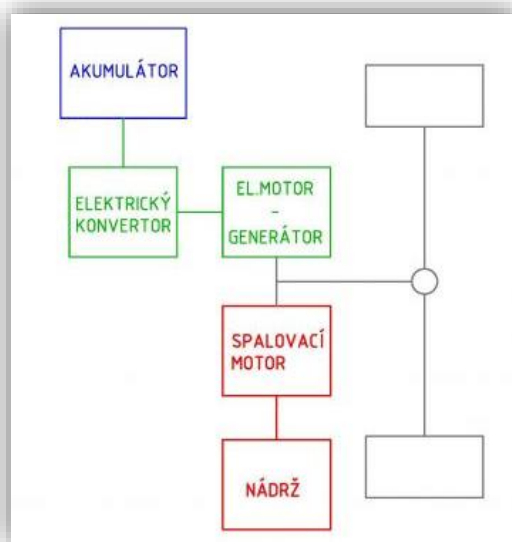 AKUMULÁTOR
ELEKTRICKÝ
KONVERTOR
EL.MOTOR
-
GENERÁTOR
SPALOVACÍ
MOTOR
NÁDRŽ